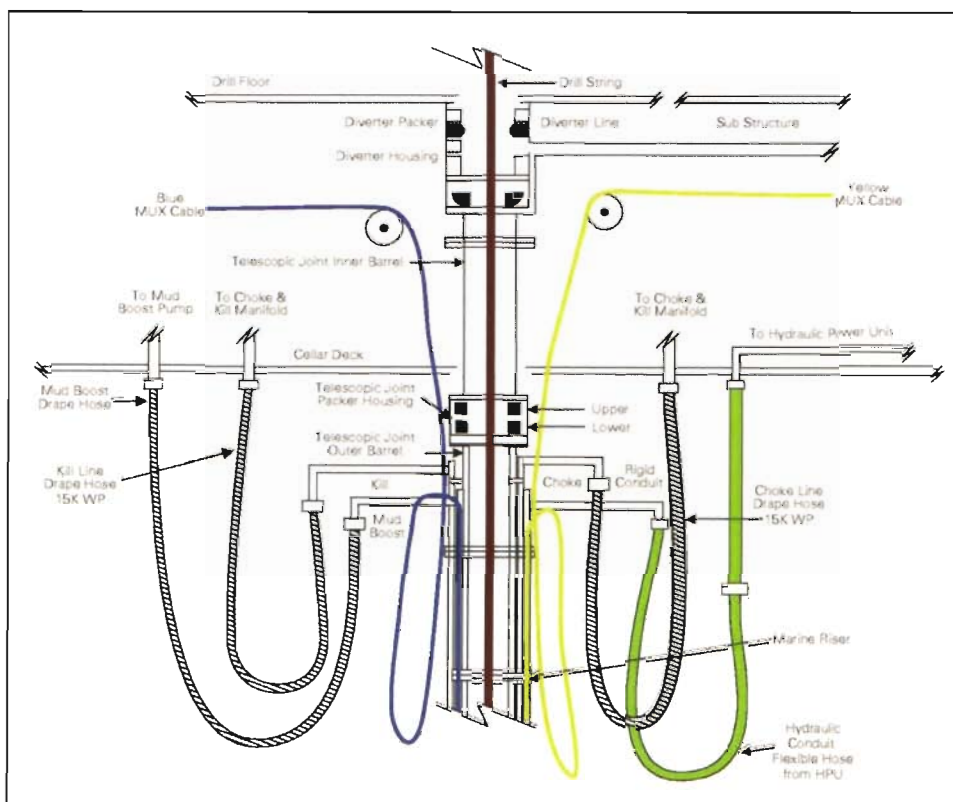 Drill Floor
Drill String
Diverter Packer
Diverter Line
Sub Structure
Diverter Housing
Blue
MUX Cable
Yellow
MUX Cable
Telescopic Joint Inner Barrel
To Mud
Boost Pump
To Choke &
Kill Manifold
To Choke &
Kill Manifold
To Hydraulic Power Unit
Cellar Deck
Mud Boost
Drape Hose
Telescopic Joint
Packer Housing
Upper
Lower
Telescopic Joint
Outer Barrel
Kill Line
Drape Hose
15K WP
Kill
Choke
Rigid
Conduit
Choke Line
Drape Hose
15K WP
Mud
Boost
Marine Riser
Hydraulic
Conduit
Flexible Hose
from HPU